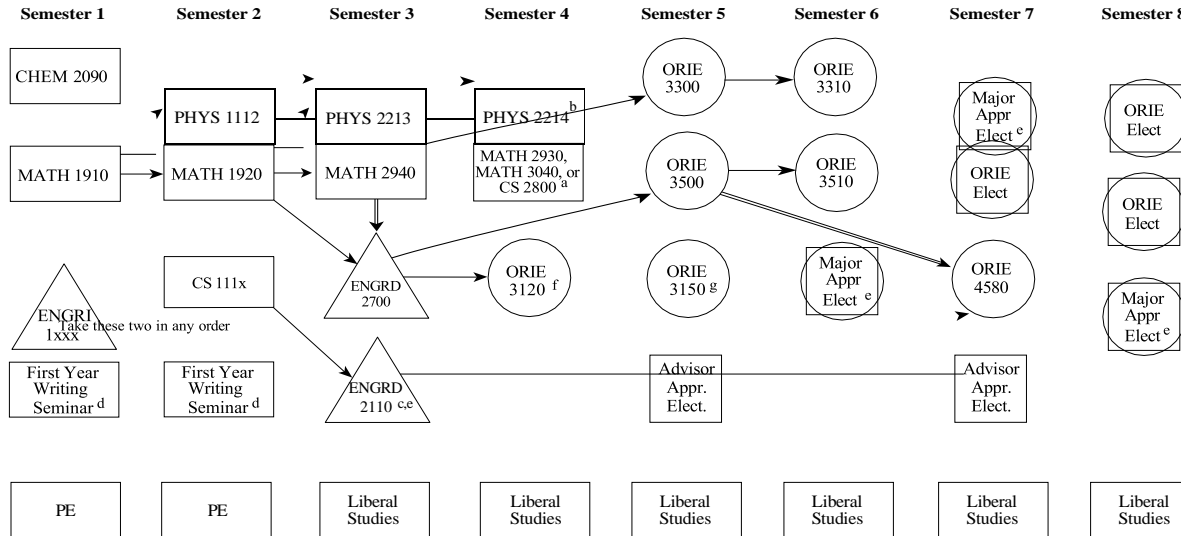 Semester 1
Semester 2
Semester 3
Semester 4
Semester 5
Semester 6
Semester 7
Semester 8
CHEM 2090
PHYS 1112
PHYS 2213
PHYS 2214 b
ORIE
3300
ORIE
3310
Major
Appr
Elect e
ORIE
Elect
MATH 1910
MATH 1920
MATH 2940
MATH 2930,
MATH 3040, or
CS 2800 a
ORIE
3500
ORIE
3510
ORIE
Elect
ORIE
Elect
ENGRI
1xxx
Take these two in any order
CS 111x
ENGRD
2700
ORIE
3120 f
ORIE
3150 g
Major
Appr
Elect e
ORIE
4580
Major
Appr
Elect e
First Year
Writing
Seminar d
First Year
Writing
Seminar d
ENGRD
2110 c,e
Advisor
Appr.
Elect.
Advisor
Appr.
Elect.
PE
PE
Liberal
Studies
Liberal
Studies
Liberal
Studies
Liberal
Studies
Liberal
Studies
Liberal
Studies